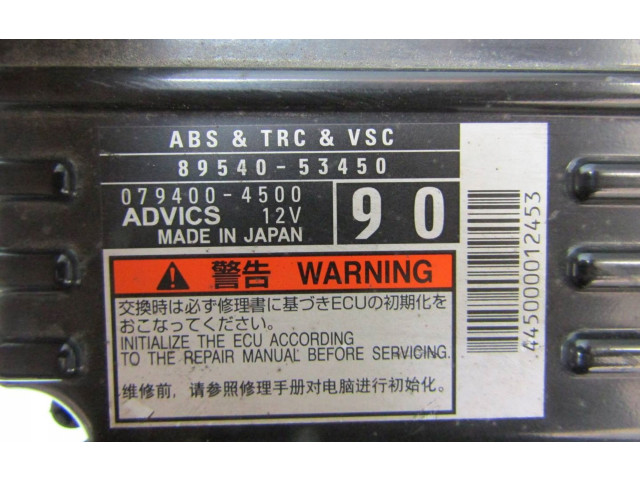 ABS & TRC & VSC
89540-53450
079400-4500
ADVICS 12V
MADE IN JAPAN
90
警告 WARNING
交換時は必ず修理書に基づきECUの初期化を
おこなってください。
INITIALIZE THE ECU ACCORDING
TO THE REPAIR MANUAL BEFORE SERVICING.
维修前，请参照修理手册对电脑进行初始化。
445000012453